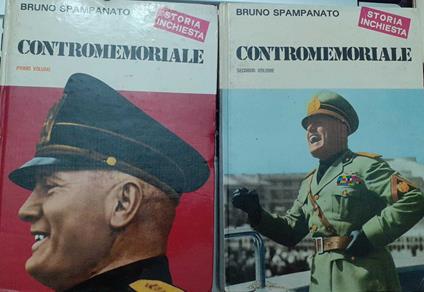 BRUNO SPAMPANATO
STORIA
INCHIESTA
CONTROMEMORIALE
PRIMO VOLUME
BRUNO SPAMPANATO
STORIA
INCHIESTA
CONTROMEMORIALE
SECONDO VOLUME